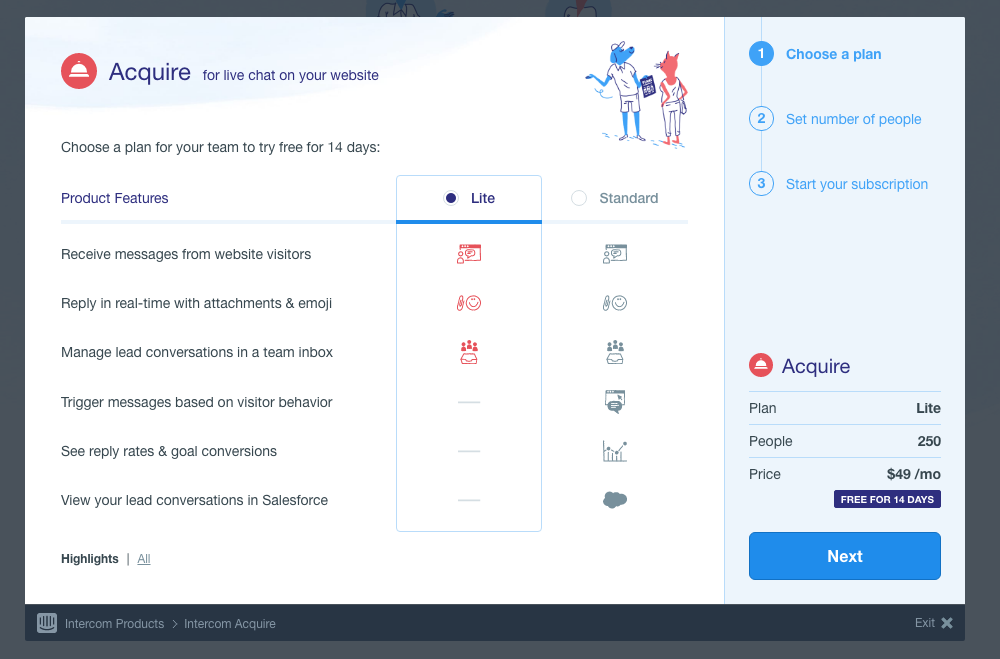 Acquire for live chat on your website
Choose a plan for your team to try free for 14 days:
Product Features Lite Standard
Receive messages from website visitors
Reply in real-time with attachments & emoji
Manage lead conversations in a team inbox
Trigger messages based on visitor behavior
See reply rates & goal conversions
View your lead conversations in Salesforce
Highlights | All
1 Choose a plan
2 Set number of people
3 Start your subscription
Acquire
Plan Lite
People 250
Price $49 /mo
FREE FOR 14 DAYS
Next
Intercom Products > Intercom Acquire
Exit